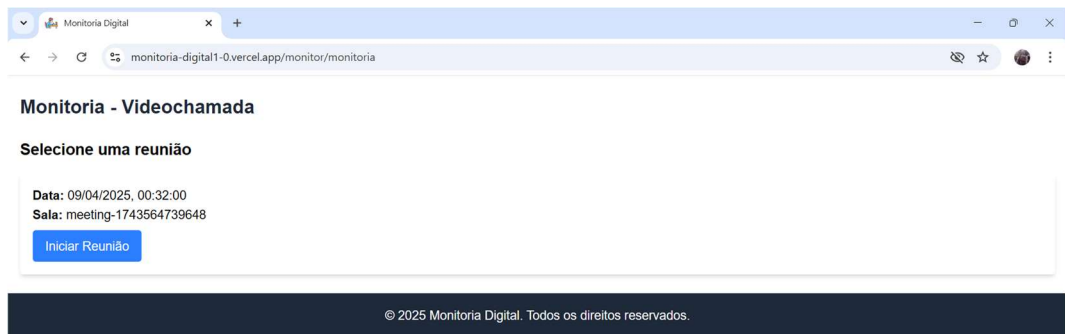 Monitoria Digital
monitoria-digital1-0.vercel.app/monitor/monitoria
Monitoria - Videochamada
Selecione uma reunião
Data: 09/04/2025, 00:32:00
Sala: meeting-1743564739648
Iniciar Reunião
© 2025 Monitoria Digital. Todos os direitos reservados.